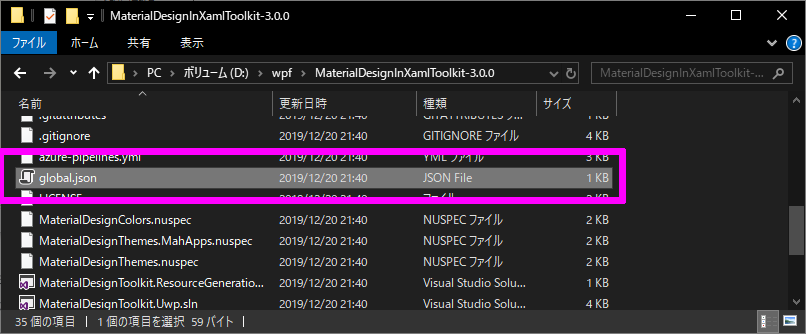 MaterialDesignInXamlToolkit-3.0.0
ファイル ホーム 共有 表示
PC ボリューム (D:) wpf MaterialDesignInXamlToolkit-3.0.0 MaterialDesignInXamlToolkit-...
名前 更新日時 種類 サイズ
.gitattributes 2019/12/20 21:40 GITATTRIBUTES フ... 1 KB
.gitignore 2019/12/20 21:40 GITIGNORE ファイル 4 KB
azure-pipelines.yml 2019/12/20 21:40 YML ファイル 3 KB
global.json 2019/12/20 21:40 JSON File 1 KB
LICENSE 2019/12/20 21:40 ファイル 2 KB
MaterialDesignColors.nuspec 2019/12/20 21:40 NUSPEC ファイル 2 KB
MaterialDesignThemes.MahApps.nuspec 2019/12/20 21:40 NUSPEC ファイル 2 KB
MaterialDesignThemes.nuspec 2019/12/20 21:40 NUSPEC ファイル 2 KB
MaterialDesignToolkit.ResourceGeneratio... 2019/12/20 21:40 Visual Studio Solu... 1 KB
MaterialDesignToolkit.Uwp.sln 2019/12/20 21:40 Visual Studio Solu... 4 KB
35 個の項目 1 個の項目を選択 59 バイト